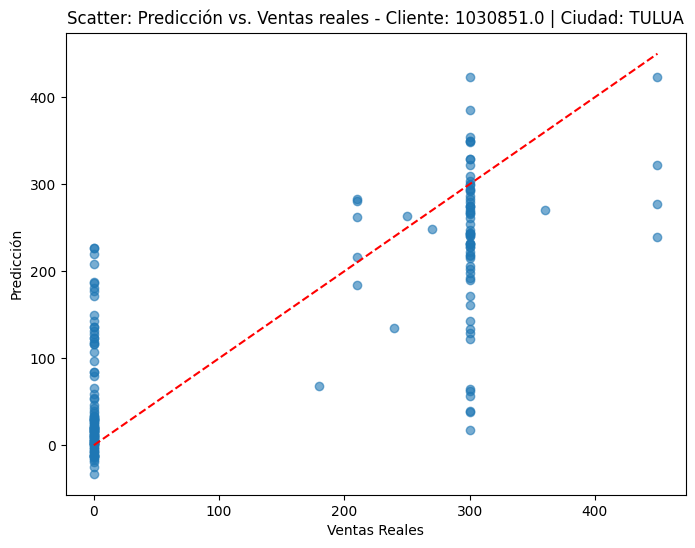 Scatter: Predicción vs. Ventas reales - Cliente: 1030851.0 | Ciudad: TULUA
Predicción
400
300
200
100
0
0 100 200 300 400
Ventas Reales